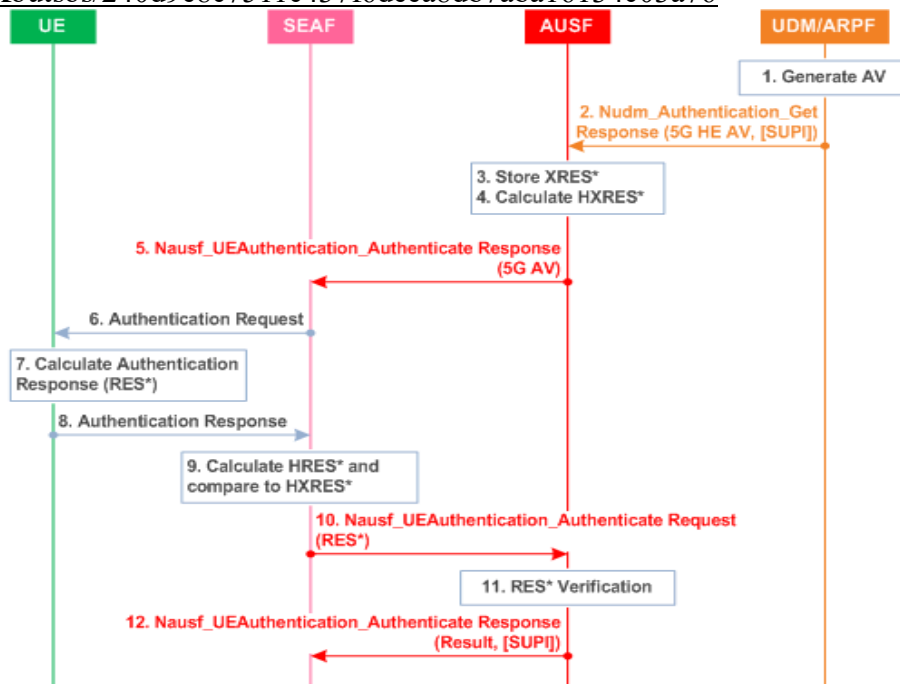 UE
SEAF
AUSF
UDM/ARPF
1. Generate AV
2. Nudm_Authentication_Get
Response (5G HE AV, [SUPI])
3. Store XRES*
4. Calculate HXRES*
5. Nausf_UEAuthentication_Authenticate Response
(5G AV)
6. Authentication Request
7. Calculate Authentication
Response (RES*)
8. Authentication Response
9. Calculate HRES* and
compare to HXRES*
10. Nausf_UEAuthentication_Authenticate Request
(RES*)
11. RES* Verification
12. Nausf_UEAuthentication_Authenticate Response
(Result, [SUPI])